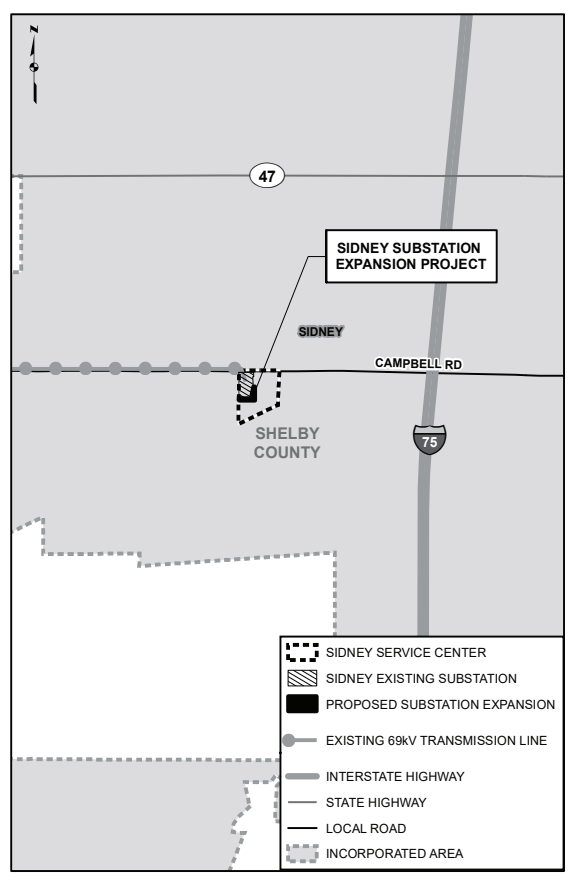 N
47
SIDNEY SUBSTATION
EXPANSION PROJECT
SIDNEY
CAMPBELL RD
SHELBY
COUNTY
75
SIDNEY SERVICE CENTER
SIDNEY EXISTING SUBSTATION
PROPOSED SUBSTATION EXPANSION
EXISTING 69kV TRANSMISSION LINE
INTERSTATE HIGHWAY
STATE HIGHWAY
LOCAL ROAD
INCORPORATED AREA